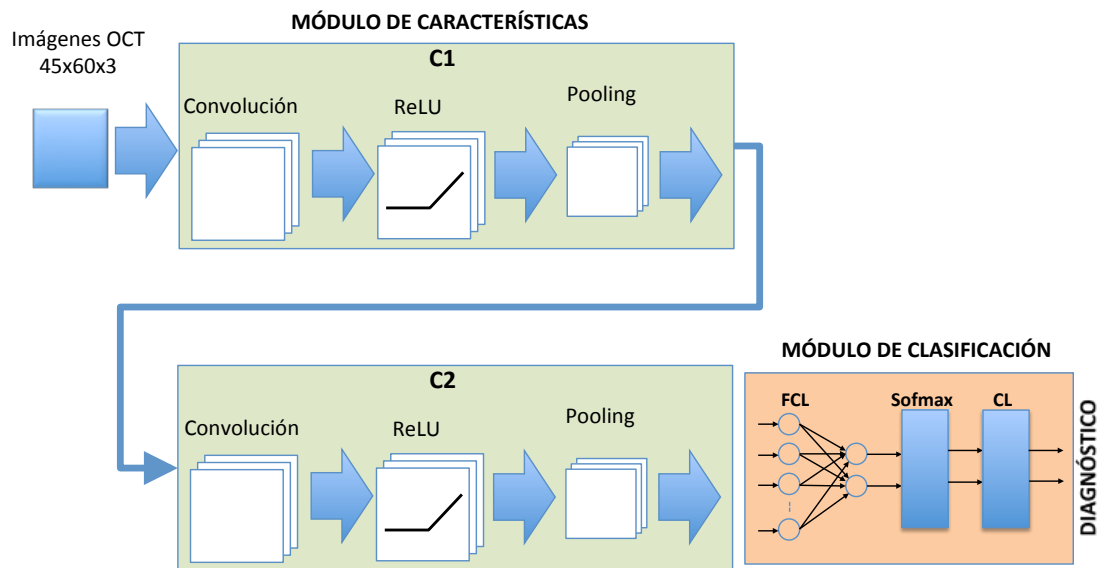 MÓDULO DE CARACTERÍSTICAS
Imágenes OCT
45x60x3
C1
Convolución
ReLU
Pooling
C2
Convolución
ReLU
Pooling
MÓDULO DE CLASIFICACIÓN
FCL
Sofmax
CL
DIAGNÓSTICO